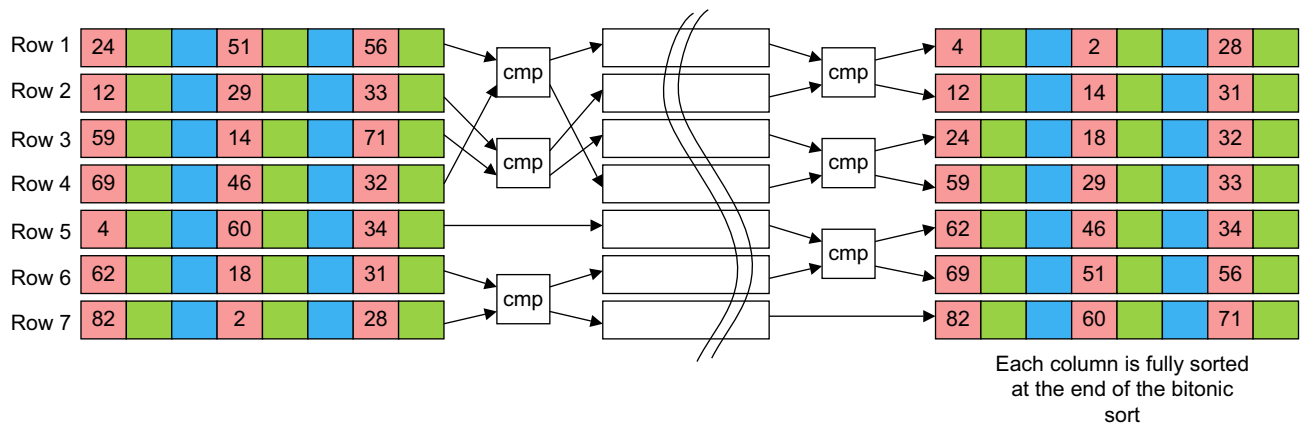 Row 1 24 51 56 4 2 28
cmp cmp
Row 2 12 29 33 12 14 31
Row 3 59 14 71 24 18 32
cmp cmp
Row 4 69 46 32 59 29 33
Row 5 4 60 34 62 46 34
cmp
Row 6 62 18 31 69 51 56
cmp
Row 7 82 2 28 82 60 71
Each column is fully sorted
at the end of the bitonic
sort